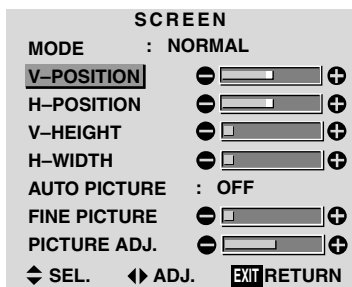 SCREEN
MODE : NORMAL
V–POSITION
H–POSITION
V–HEIGHT
H–WIDTH
AUTO PICTURE : OFF
FINE PICTURE
PICTURE ADJ.
SEL. ADJ. EXIT RETURN